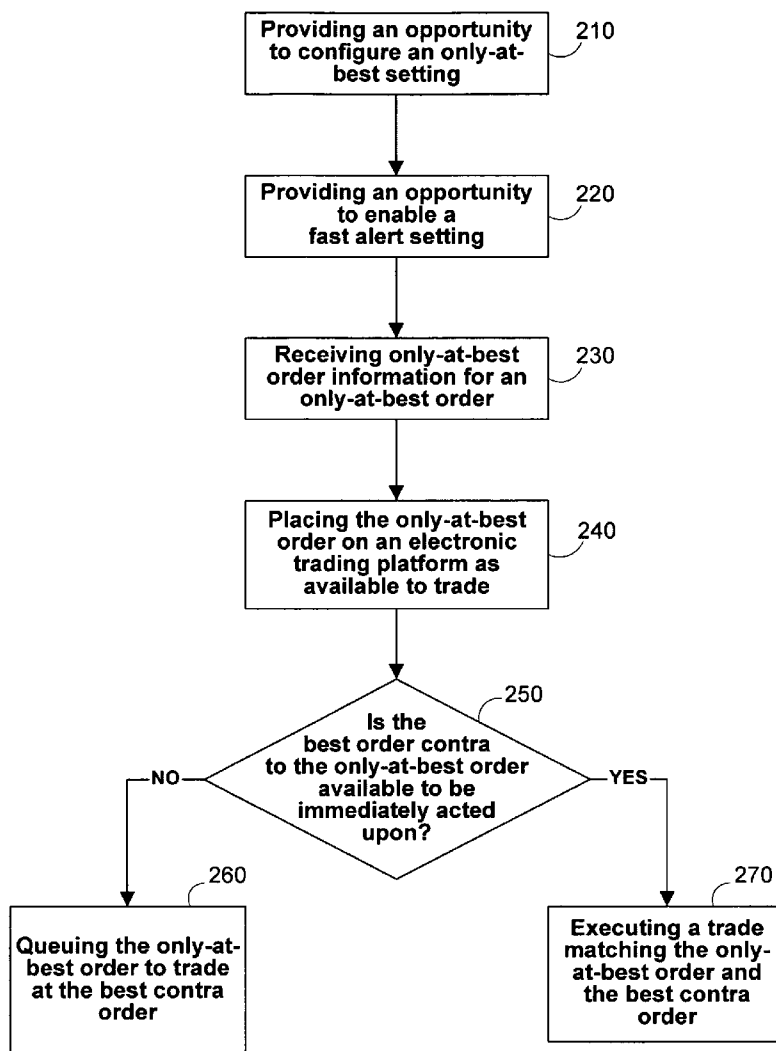 Providing an opportunity
to configure an only-at-
best setting
210
Providing an opportunity
to enable a
fast alert setting
220
Receiving only-at-best
order information for an
only-at-best order
230
Placing the only-at-best
order on an electronic
trading platform as
available to trade
240
250
Is the
best order contra
to the only-at-best order
available to be
immediately acted
upon?
NO
YES
260
Queuing the only-at-
best order to trade
at the best contra
order
270
Executing a trade
matching the only-
at-best order and
the best contra
order